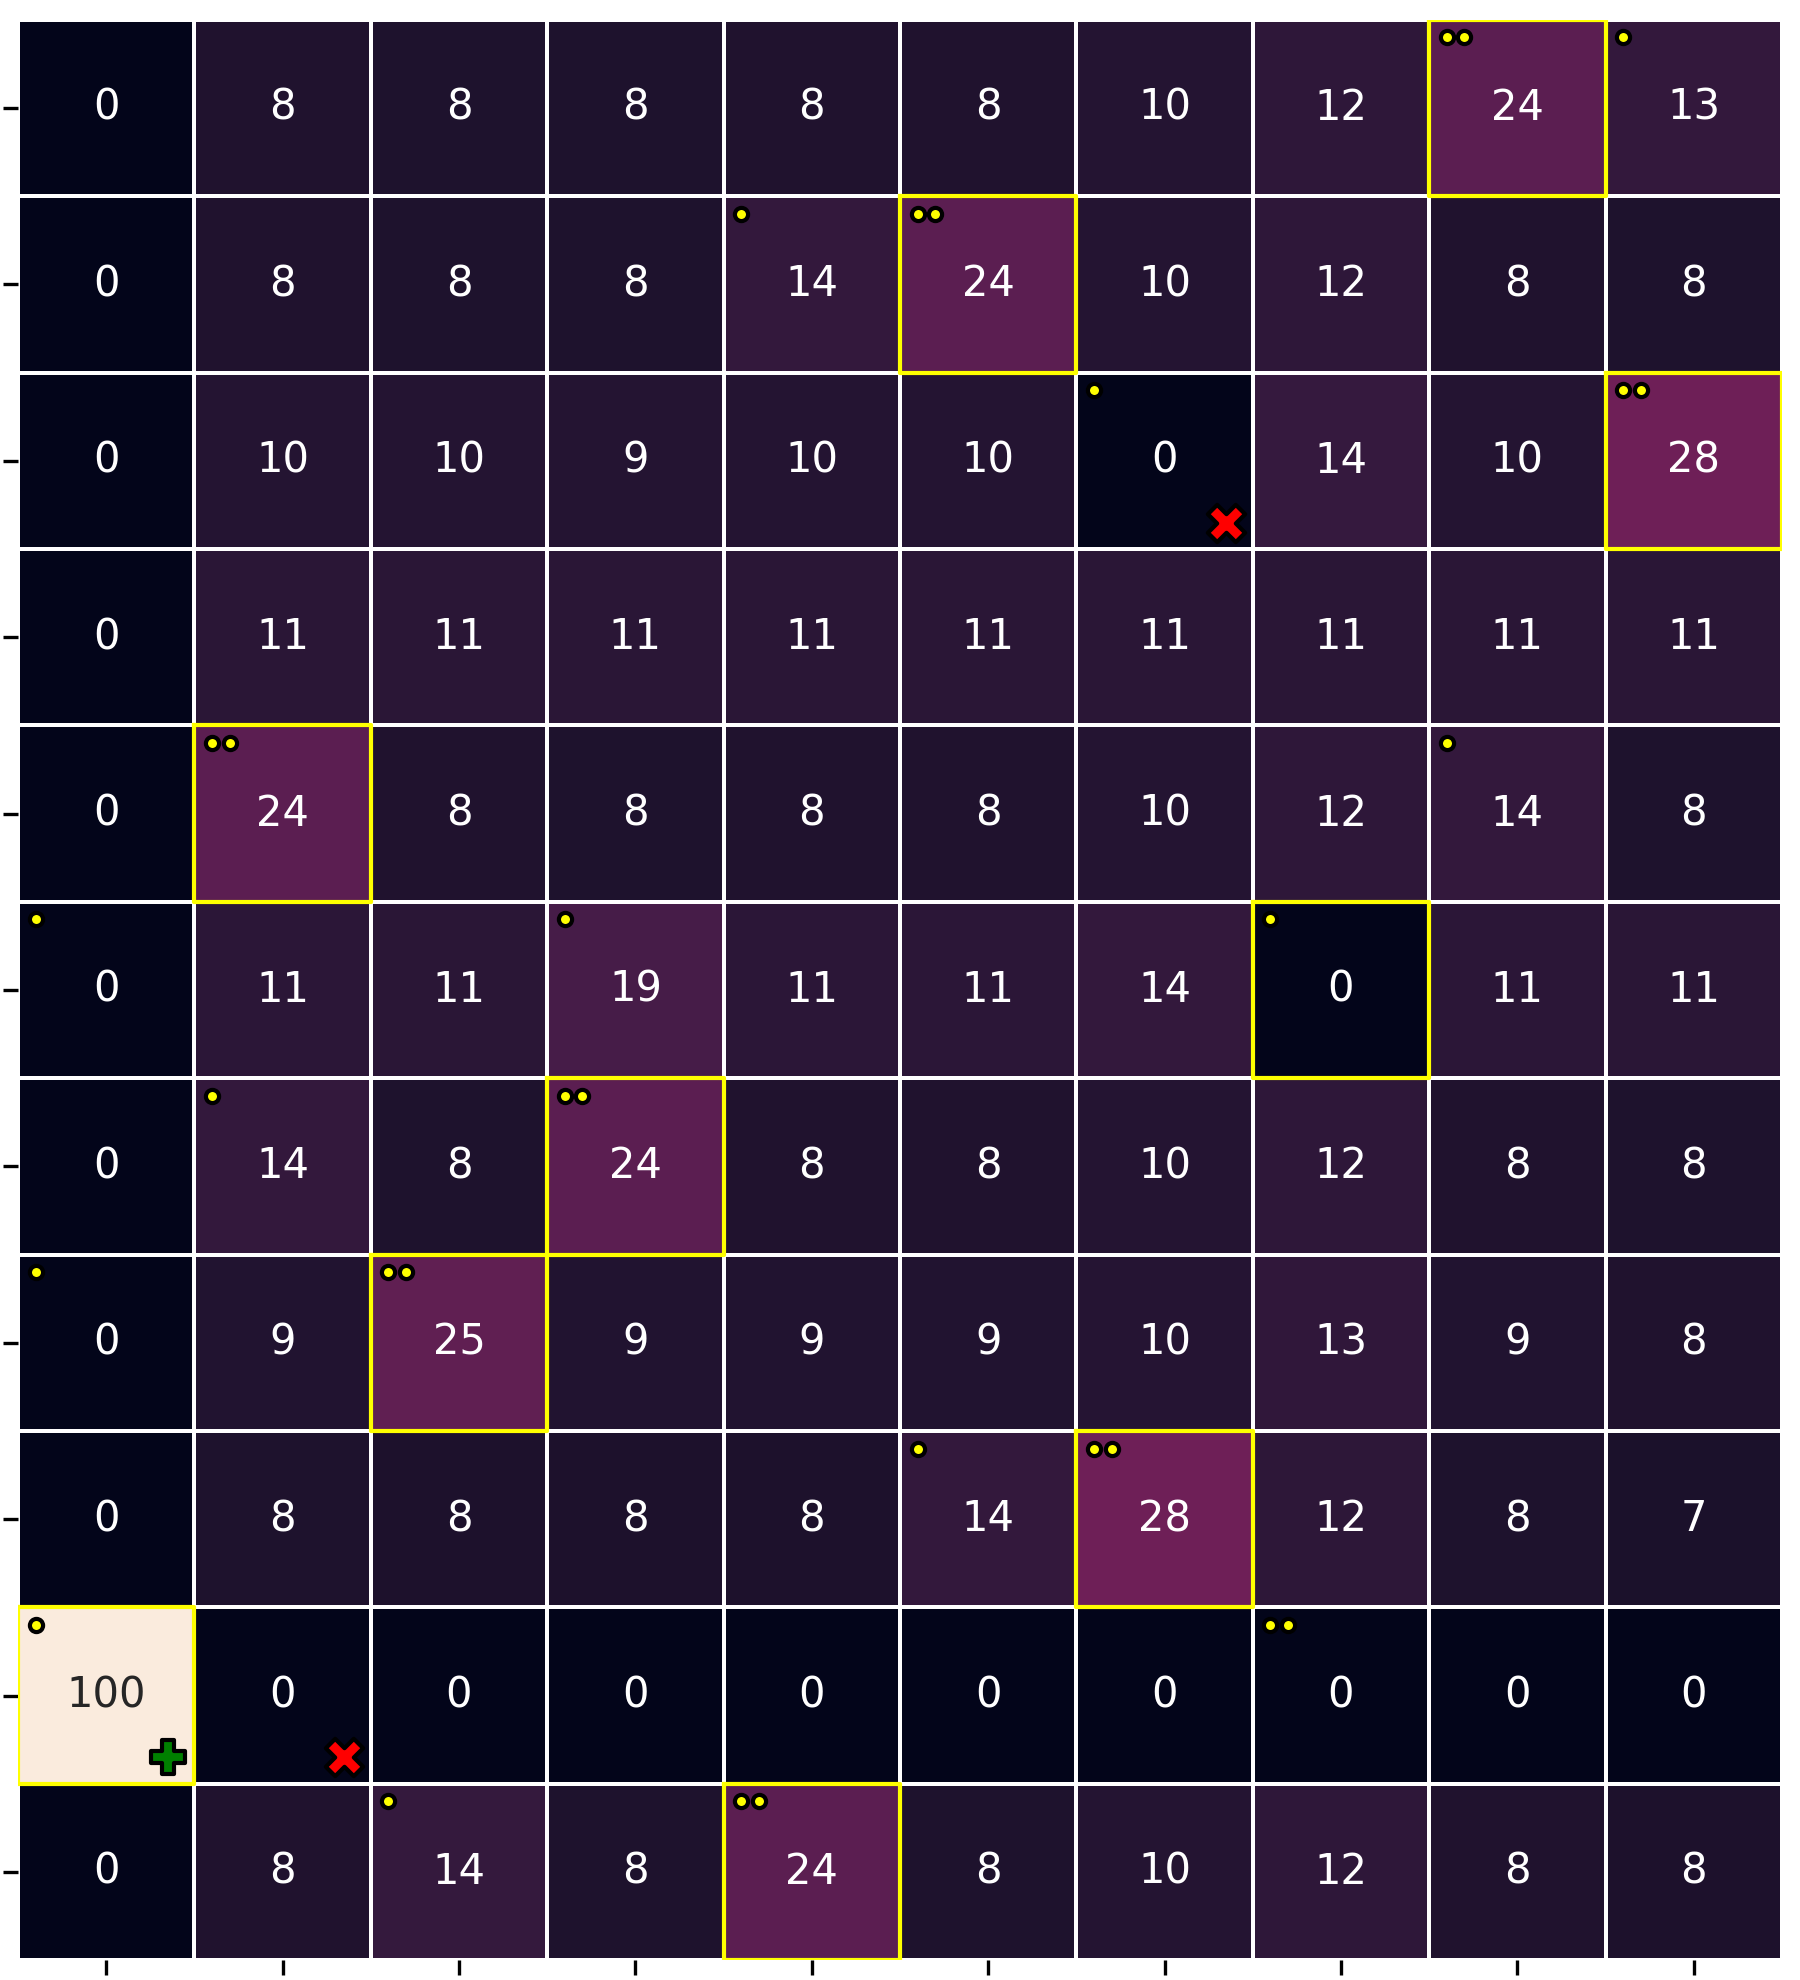 0 8 8 8 8 8 10 12 24 13
0 8 8 8 14 24 10 12 8 8
0 10 10 9 10 10 0 14 10 28
0 11 11 11 11 11 11 11 11 11
0 24 8 8 8 8 10 12 14 8
0 11 11 19 11 11 14 0 11 11
0 14 8 24 8 8 10 12 8 8
0 9 25 9 9 9 10 13 9 8
0 8 8 8 8 14 28 12 8 7
100 0 0 0 0 0 0 0 0 0
0 8 14 8 24 8 10 12 8 8